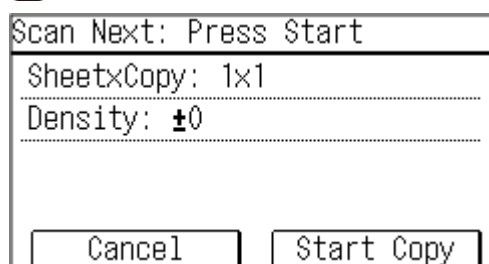 Scan Next: Press Start
SheetxCopy: 1x1
Density: ±0
Cancel Start Copy